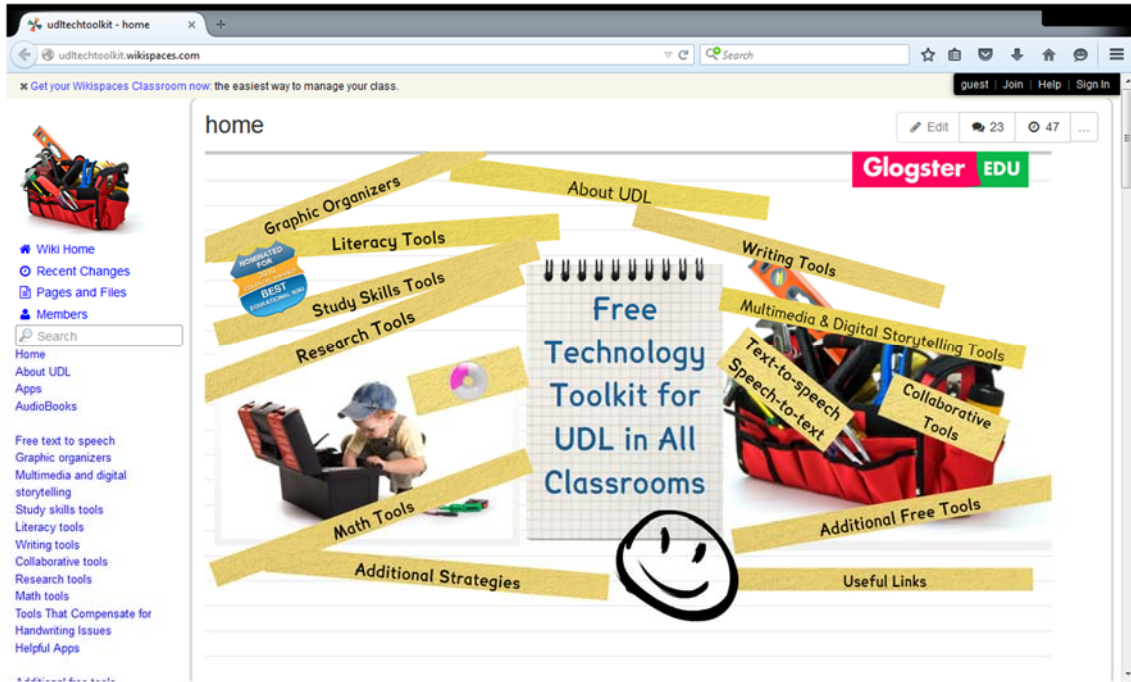 udltechtoolkit - home
udltechtoolkit.wikispaces.com
Search
Get your Wikispaces Classroom now: the easiest way to manage your class.
guest | Join | Help | Sign In
home
Edit
23
47
...
Glogster EDU
Graphic Organizers
About UDL
Literacy Tools
Writing Tools
NOMINATED
FOR
BEST
EDUCATIONAL WIKI
Study Skills Tools
Research Tools
Multimedia & Digital Storytelling Tools
Text-to-speech
Speech-to-text
Collaborative
Tools
Free
Technology
Toolkit for
UDL in All
Classrooms
Math Tools
Additional Free Tools
Additional Strategies
Useful Links
Wiki Home
Recent Changes
Pages and Files
Members
Search
Home
About UDL
Apps
AudioBooks
Free text to speech
Graphic organizers
Multimedia and digital
storytelling
Study skills tools
Literacy tools
Writing tools
Collaborative tools
Research tools
Math tools
Tools That Compensate for
Handwriting Issues
Helpful Apps
Additional free tools